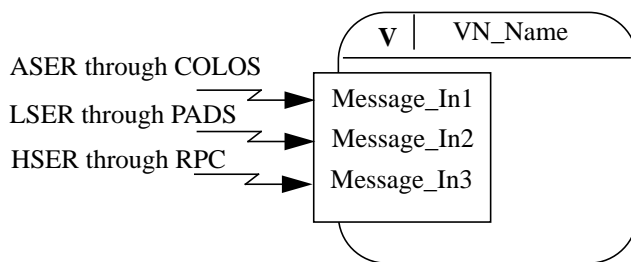 V VN_Name
ASER through COLOS
Message_In1
LSER through PADS
Message_In2
HSER through RPC
Message_In3